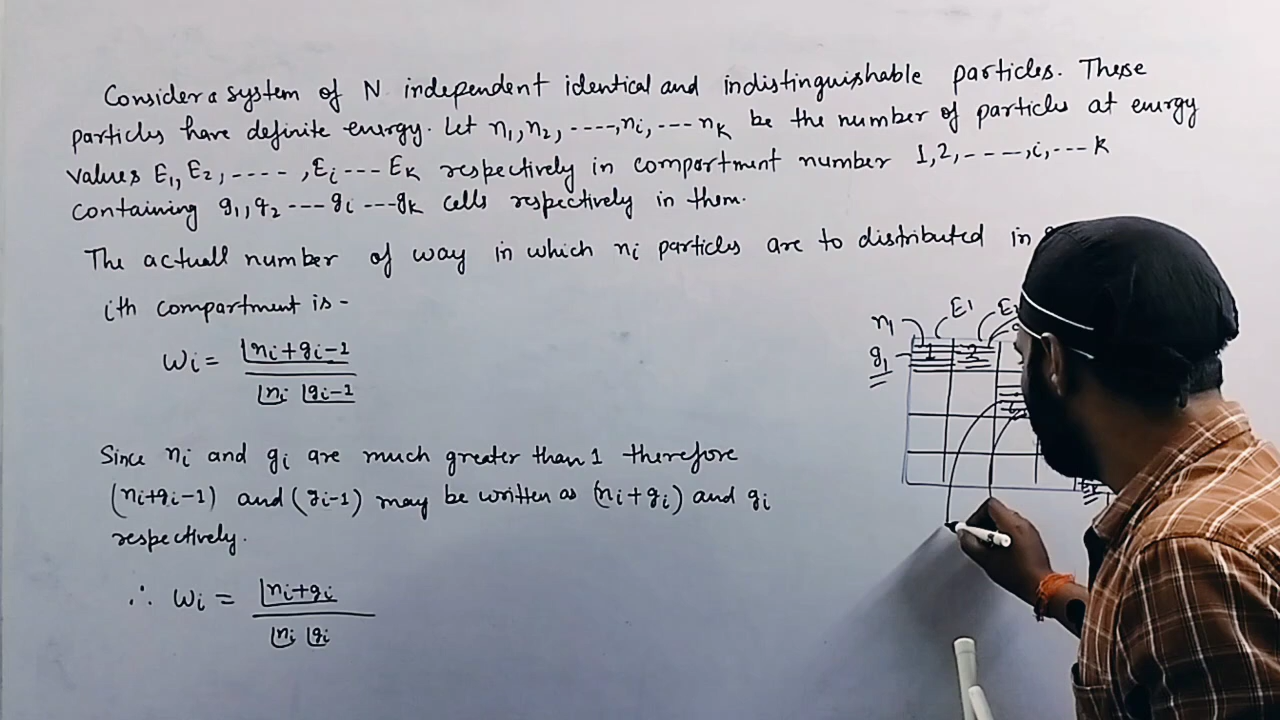 Consider a system of N independent identical and indistinguishable particles. These
particles have definite energy. Let n₁, n₂, -----, nᵢ, --- nₖ be the number of particles at energy
values E₁, E₂, ---- , Eᵢ --- Eₖ respectively in compartment number 1, 2, ----, i, --- k
containing g₁, g₂ --- gᵢ --- gₖ cells respectively in them.
The actuall number of way in which nᵢ particles are to distributed in
ith compartment is -
ωᵢ = |nᵢ+gᵢ-1 / |nᵢ |gᵢ-1
Since nᵢ and gᵢ are much greater than 1 therefore
(nᵢ+gᵢ-1) and (gᵢ-1) may be written as (nᵢ+gᵢ) and gᵢ
respectively.
∴ ωᵢ = |nᵢ+gᵢ / |nᵢ |gᵢ
n₁ E₁
g₁ 1 2